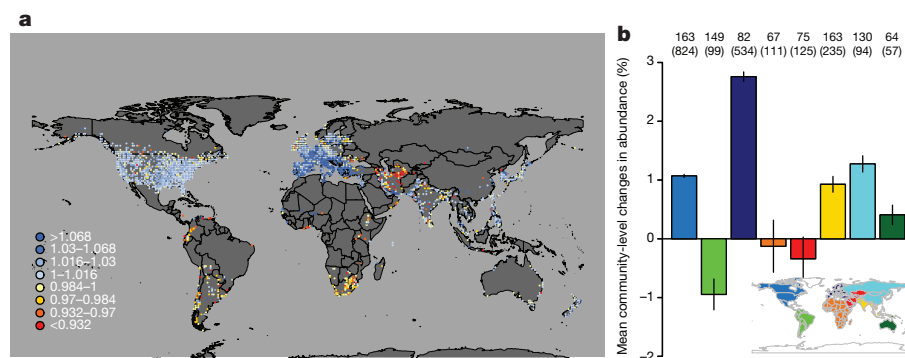 a
>1.068
1.03–1.068
1.016–1.03
1–1.016
0.984–1
0.97–0.984
0.932–0.97
<0.932
b
163 149 82 67 75 163 130 64
(824) (99) (534) (111) (125) (235) (94) (57)
Mean community-level changes in abundance (%)
3
2
1
0
–1
–2